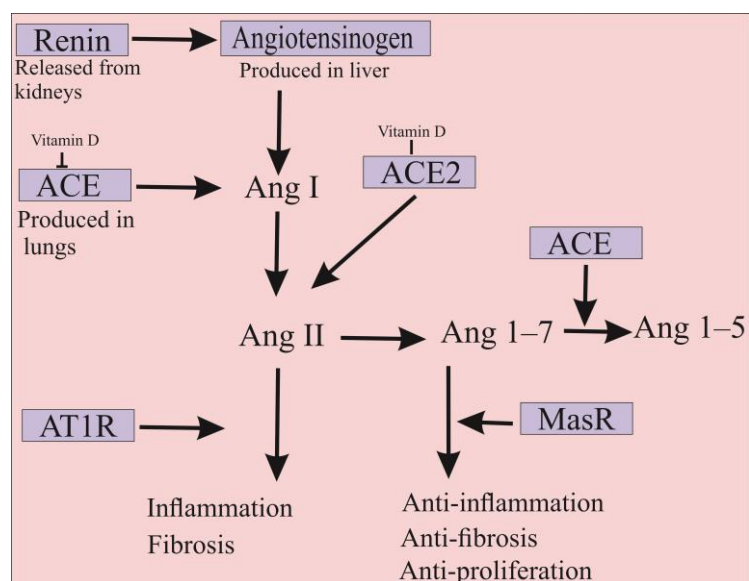 Renin
Angiotensinogen
Released from
kidneys
Produced in liver
Vitamin D
ACE
Produced in
lungs
Ang I
Vitamin D
ACE2
ACE
Ang II
Ang 1–7
Ang 1–5
AT1R
MasR
Inflammation
Fibrosis
Anti-inflammation
Anti-fibrosis
Anti-proliferation